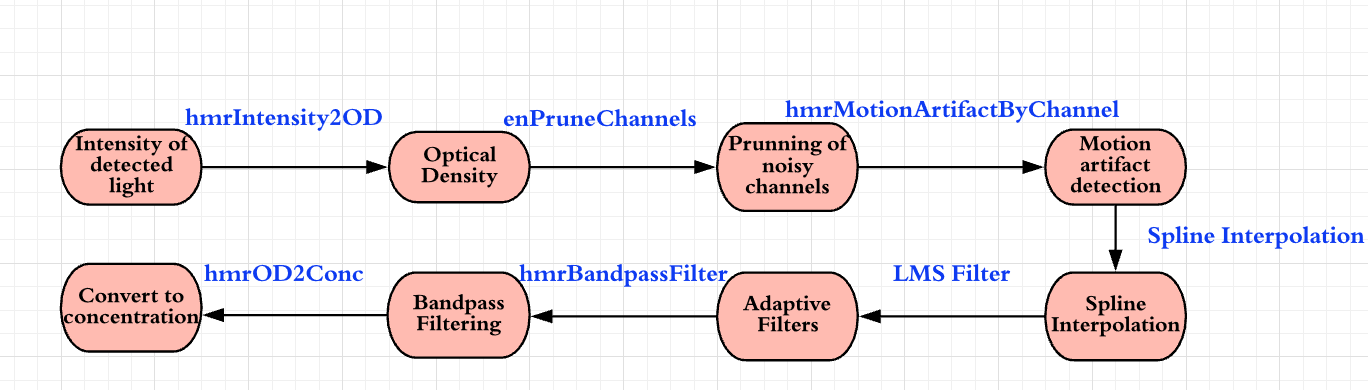 hmrIntensity2OD
enPruneChannels
hmrMotionArtifactByChannel
Intensity of
detected
light
Optical
Density
Prunning of
noisy
channels
Motion
artifact
detection
Spline Interpolation
hmrOD2Conc
hmrBandpassFilter
LMS Filter
Convert to
concentration
Bandpass
Filtering
Adaptive
Filters
Spline
Interpolation